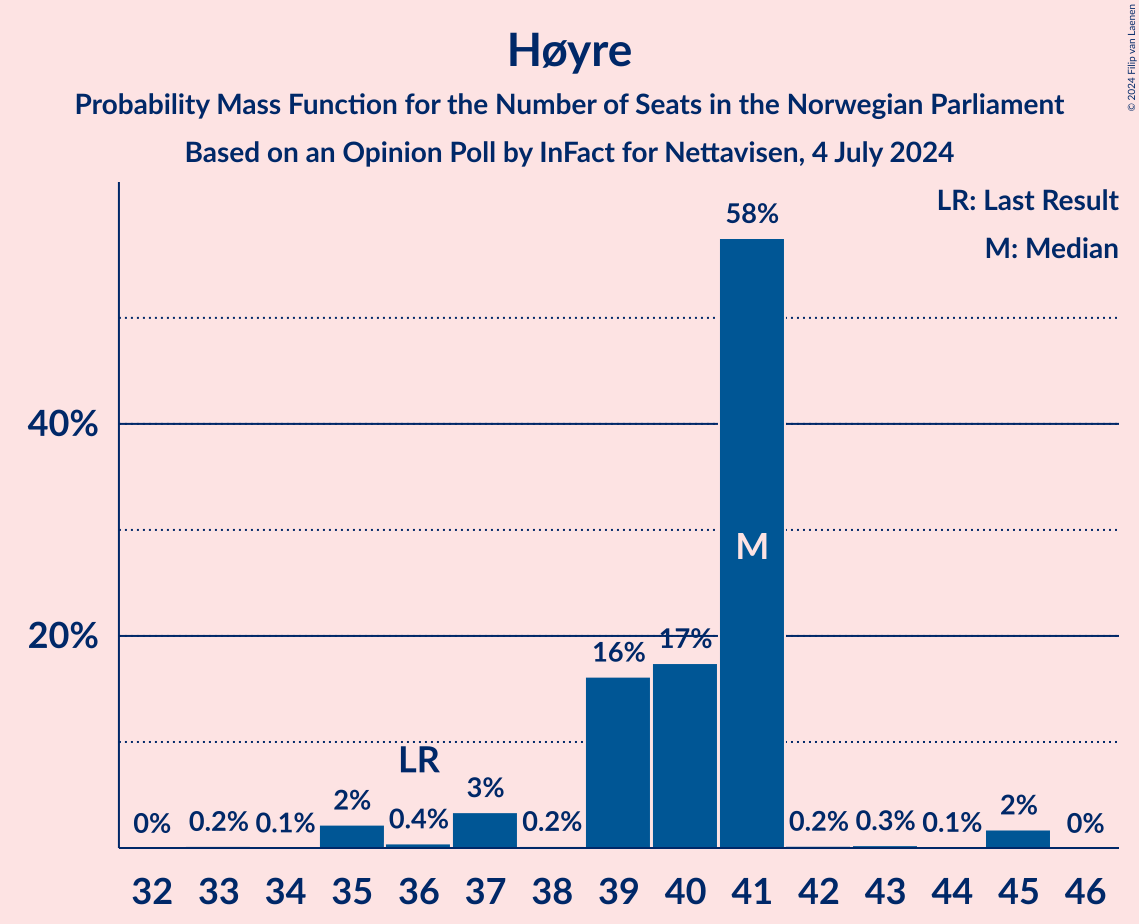 Høyre
Probability Mass Function for the Number of Seats in the Norwegian Parliament
Based on an Opinion Poll by InFact for Nettavisen, 4 July 2024
© 2024 Filip van Laenen
LR: Last Result
M: Median
58%
40%
M
20%
16% 17%
LR
0% 0.2% 0.1% 2% 0.4% 3% 0.2% 0.2% 0.3% 0.1% 2% 0%
32 33 34 35 36 37 38 39 40 41 42 43 44 45 46